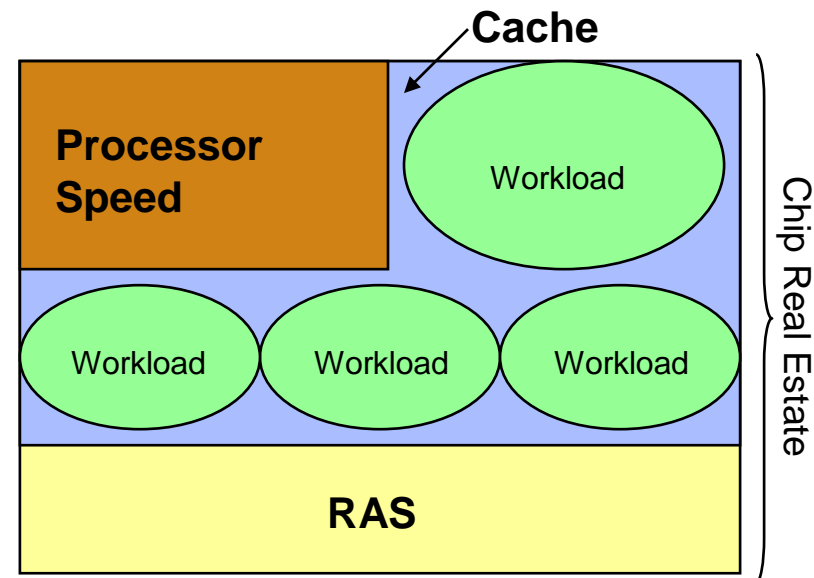 Cache
Processor
Speed
Workload
Chip Real Estate
Workload
Workload
Workload
RAS